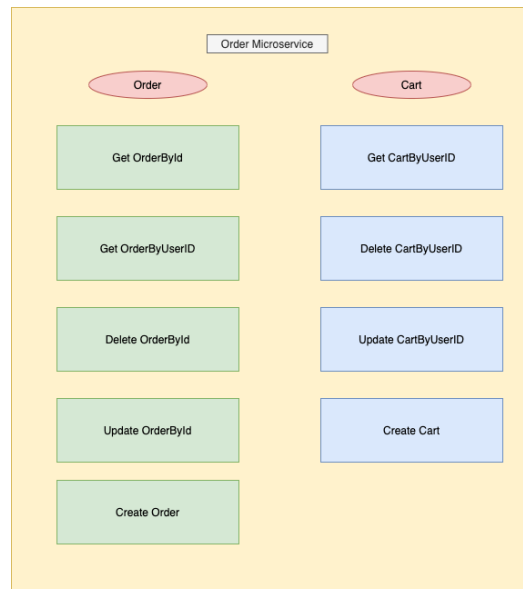 Order Microservice
Order
Cart
Get OrderById
Get CartByUserID
Get OrderByUserID
Delete CartByUserID
Delete OrderById
Update CartByUserID
Update OrderById
Create Cart
Create Order